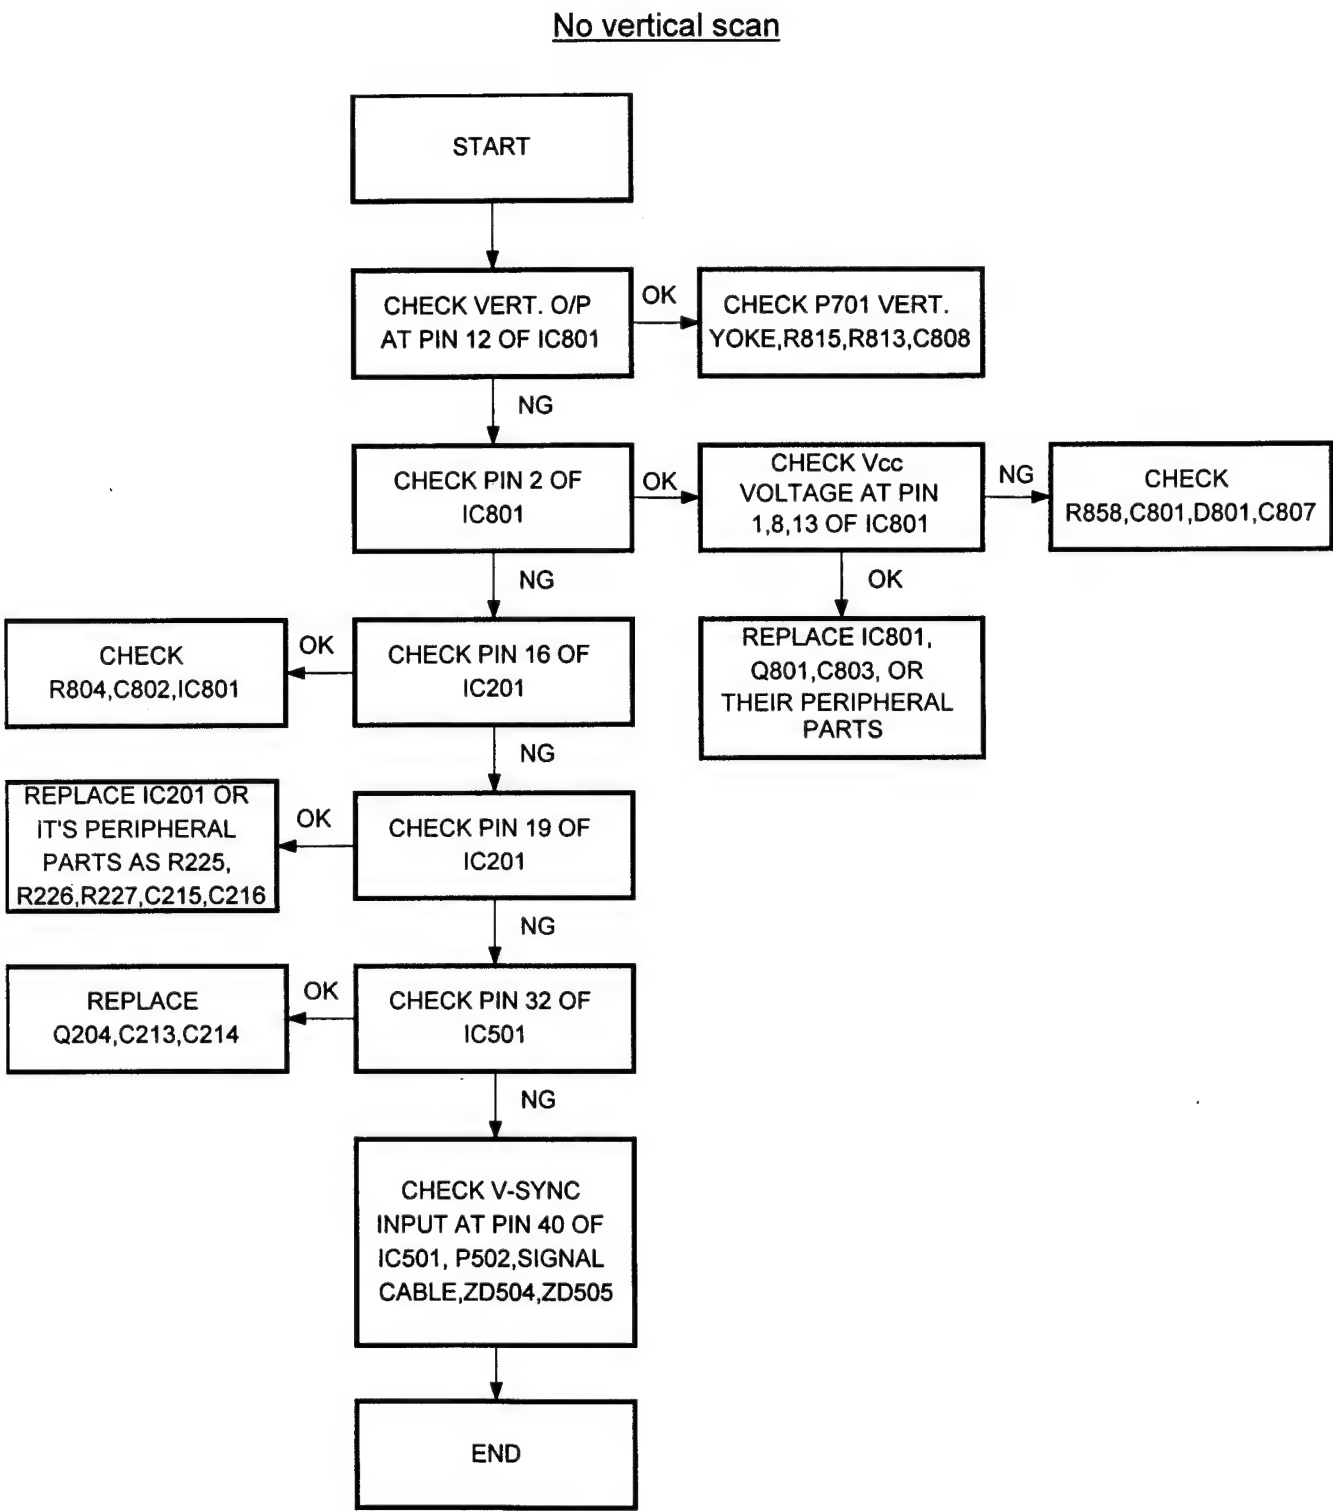 No vertical scan
START
CHECK VERT. O/P
AT PIN 12 OF IC801
OK
CHECK P701 VERT.
YOKE,R815,R813,C808
NG
CHECK PIN 2 OF
IC801
OK
CHECK Vcc
VOLTAGE AT PIN
1,8,13 OF IC801
NG
CHECK
R858,C801,D801,C807
NG
OK
CHECK
R804,C802,IC801
OK
CHECK PIN 16 OF
IC201
REPLACE IC801,
Q801,C803, OR
THEIR PERIPHERAL
PARTS
NG
REPLACE IC201 OR
IT'S PERIPHERAL
PARTS AS R225,
R226,R227,C215,C216
OK
CHECK PIN 19 OF
IC201
NG
REPLACE
Q204,C213,C214
OK
CHECK PIN 32 OF
IC501
NG
CHECK V-SYNC
INPUT AT PIN 40 OF
IC501, P502,SIGNAL
CABLE,ZD504,ZD505
END